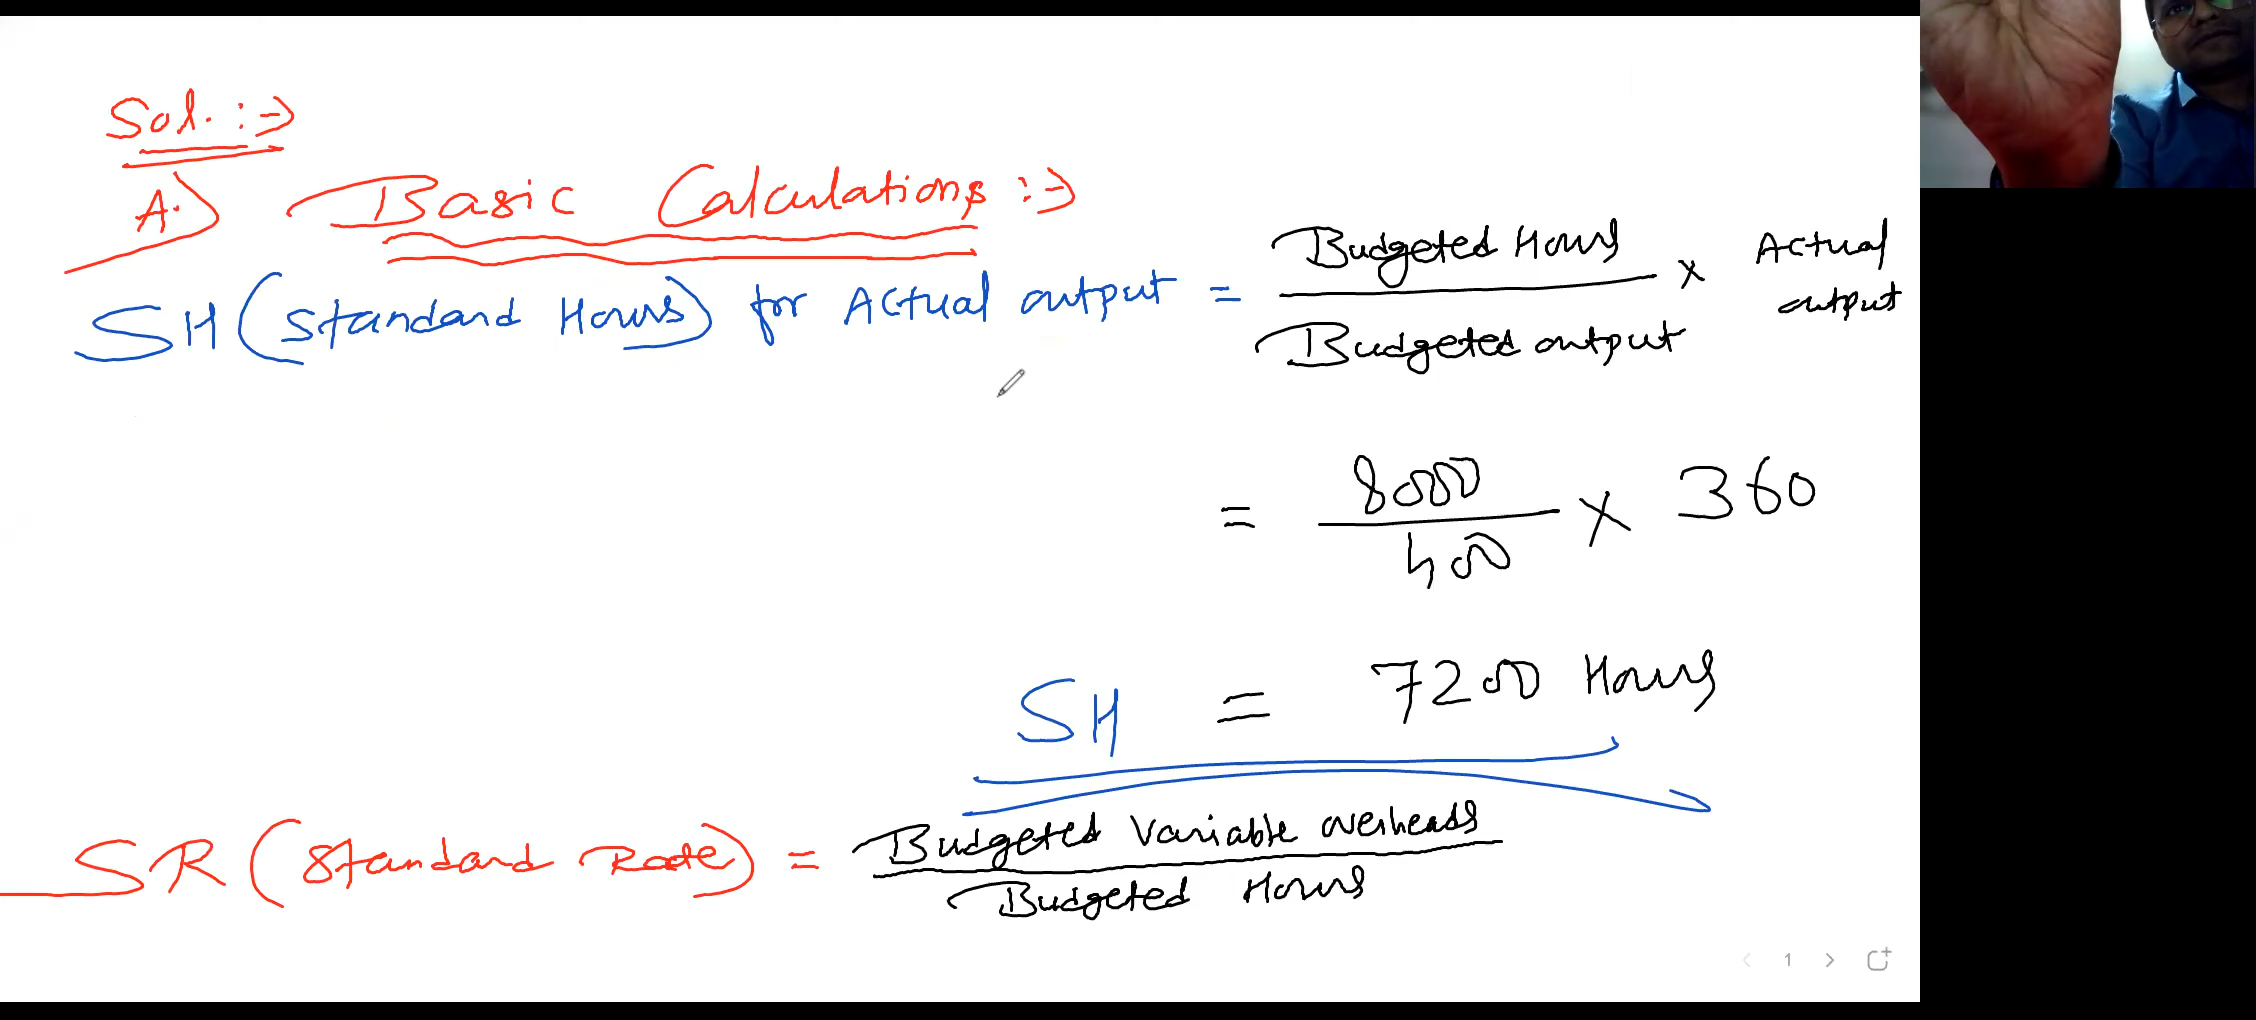 Sol. :->
A.) Basic Calculations :->
SH (Standard Hours) for Actual output = Budgeted Hours / Budgeted output × Actual output
= 8000 / 400 × 360
SH = 7200 Hours
SR (Standard Rate) = Budgeted Variable overheads / Budgeted Hours
1